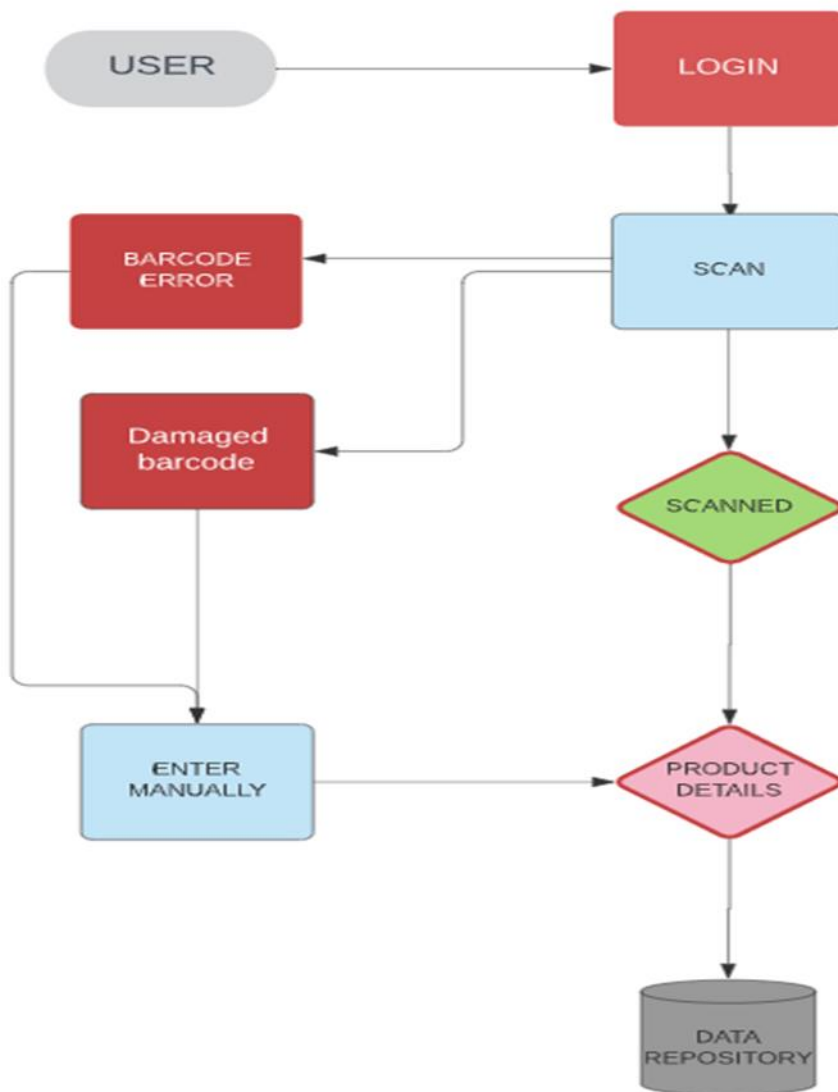 USER
LOGIN
BARCODE
ERROR
SCAN
Damaged
barcode
SCANNED
ENTER
MANUALLY
PRODUCT
DETAILS
DATA
REPOSITORY